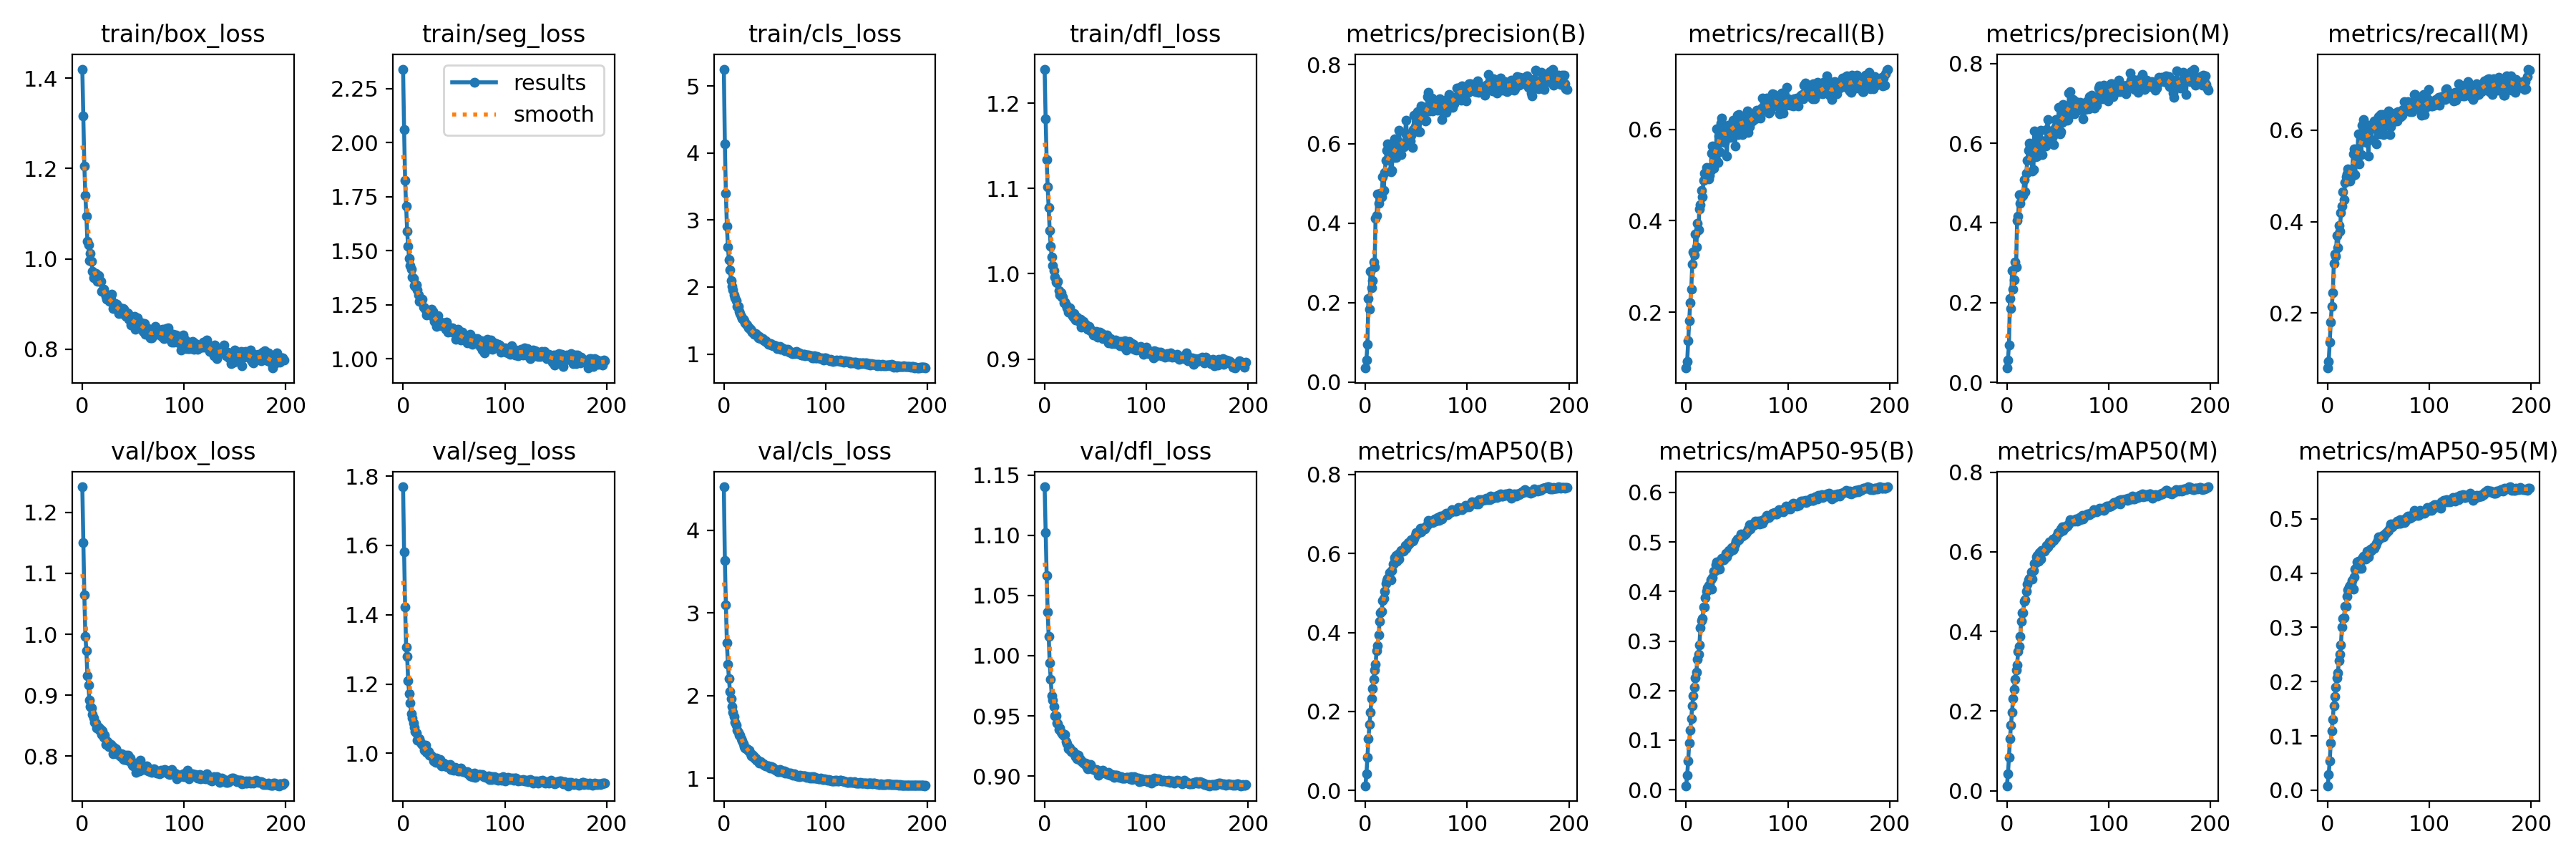 train/box_loss
1.4
1.2
1.0
0.8
0 100 200
train/seg_loss
results
smooth
2.25
2.00
1.75
1.50
1.25
1.00
0 100 200
train/cls_loss
5
4
3
2
1
0 100 200
train/dfl_loss
1.2
1.1
1.0
0.9
0 100 200
metrics/precision(B)
0.8
0.6
0.4
0.2
0.0
0 100 200
metrics/recall(B)
0.6
0.4
0.2
0 100 200
metrics/precision(M)
0.8
0.6
0.4
0.2
0.0
0 100 200
metrics/recall(M)
0.6
0.4
0.2
0 100 200
val/box_loss
1.2
1.1
1.0
0.9
0.8
0 100 200
val/seg_loss
1.8
1.6
1.4
1.2
1.0
0 100 200
val/cls_loss
4
3
2
1
0 100 200
val/dfl_loss
1.15
1.10
1.05
1.00
0.95
0.90
0 100 200
metrics/mAP50(B)
0.8
0.6
0.4
0.2
0.0
0 100 200
metrics/mAP50-95(B)
0.6
0.5
0.4
0.3
0.2
0.1
0.0
0 100 200
metrics/mAP50(M)
0.8
0.6
0.4
0.2
0.0
0 100 200
metrics/mAP50-95(M)
0.5
0.4
0.3
0.2
0.1
0.0
0 100 200